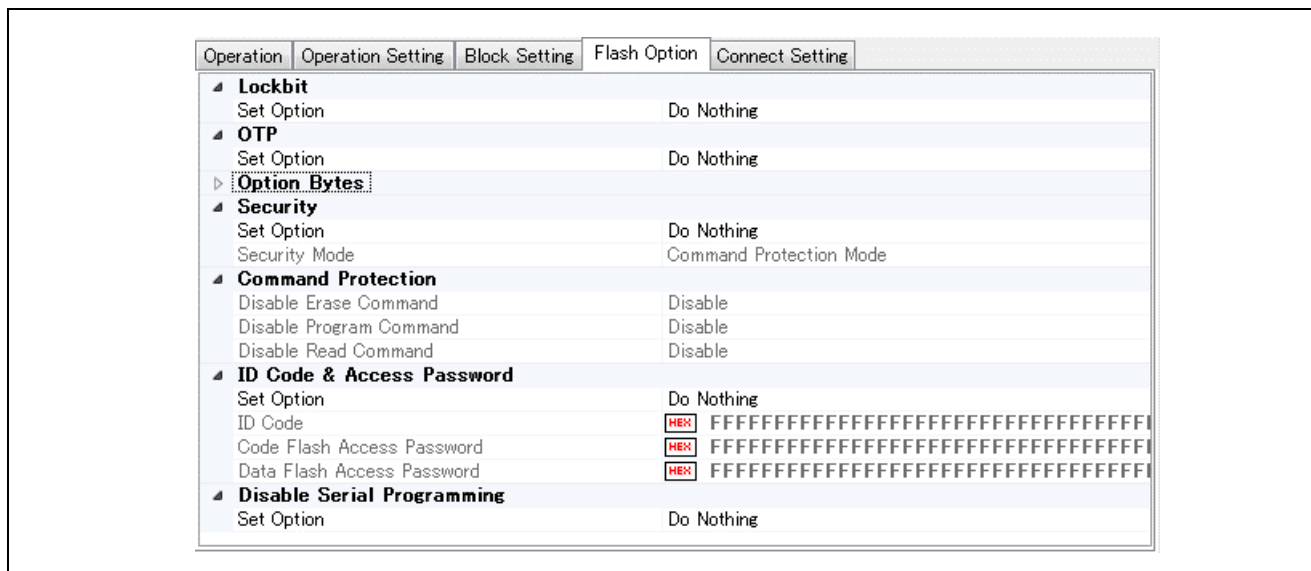 Operation Operation Setting Block Setting Flash Option Connect Setting
Lockbit
Set Option Do Nothing
OTP
Set Option Do Nothing
Option Bytes
Security
Set Option Do Nothing
Security Mode Command Protection Mode
Command Protection
Disable Erase Command Disable
Disable Program Command Disable
Disable Read Command Disable
ID Code & Access Password
Set Option Do Nothing
ID Code HEX FFFFFFFFFFFFFFFFFFFFFFFFFFFFFFF
Code Flash Access Password HEX FFFFFFFFFFFFFFFFFFFFFFFFFFFFFFF
Data Flash Access Password HEX FFFFFFFFFFFFFFFFFFFFFFFFFFFFFFF
Disable Serial Programming
Set Option Do Nothing